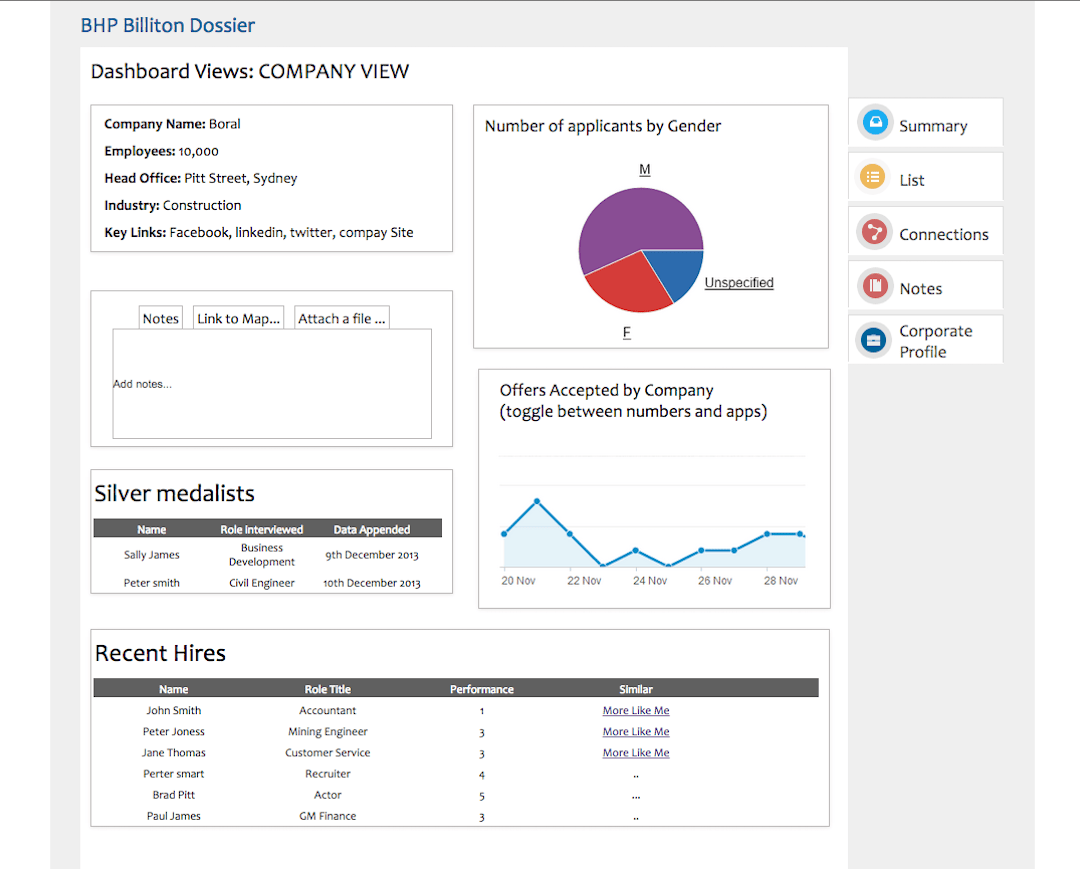 BHP Billiton Dossier
Dashboard Views: COMPANY VIEW
Company Name: Boral
Employees: 10,000
Head Office: Pitt Street, Sydney
Industry: Construction
Key Links: Facebook, linkedin, twitter, compay Site
Number of applicants by Gender
M
Unspecified
F
Summary
List
Connections
Notes
Corporate
Profile
Notes
Link to Map...
Attach a file ...
Add notes...
Offers Accepted by Company
(toggle between numbers and apps)
20 Nov 22 Nov 24 Nov 26 Nov 28 Nov
Silver medalists
Name Role Interviewed Data Appended
Sally James Business Development 9th December 2013
Peter smith Civil Engineer 10th December 2013
Recent Hires
Name Role Title Performance Similar
John Smith Accountant 1 More Like Me
Peter Joness Mining Engineer 3 More Like Me
Jane Thomas Customer Service 3 More Like Me
Perter smart Recruiter 4 ..
Brad Pitt Actor 5 ...
Paul James GM Finance 3 ..